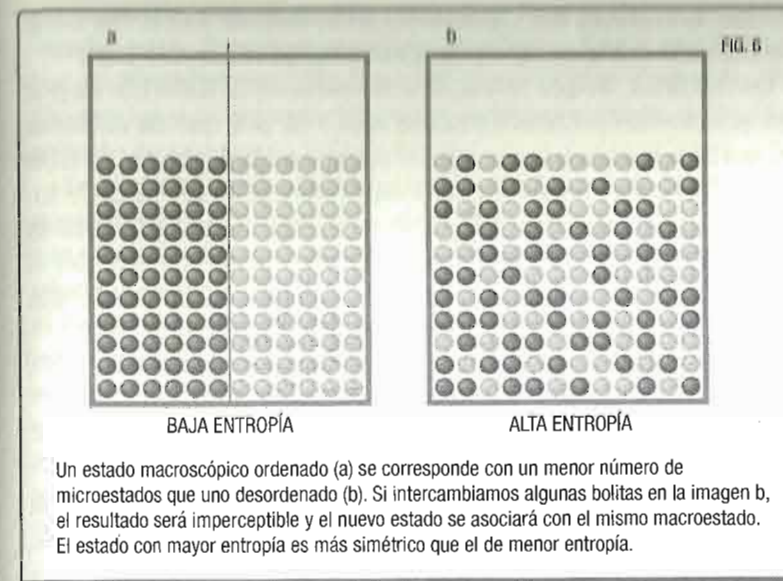 a
b
FIG. 6
BAJA ENTROPÍA
ALTA ENTROPÍA
Un estado macroscópico ordenado (a) se corresponde con un menor número de
microestados que uno desordenado (b). Si intercambiamos algunas bolitas en la imagen b,
el resultado será imperceptible y el nuevo estado se asociará con el mismo macroestado.
El estado con mayor entropía es más simétrico que el de menor entropía.